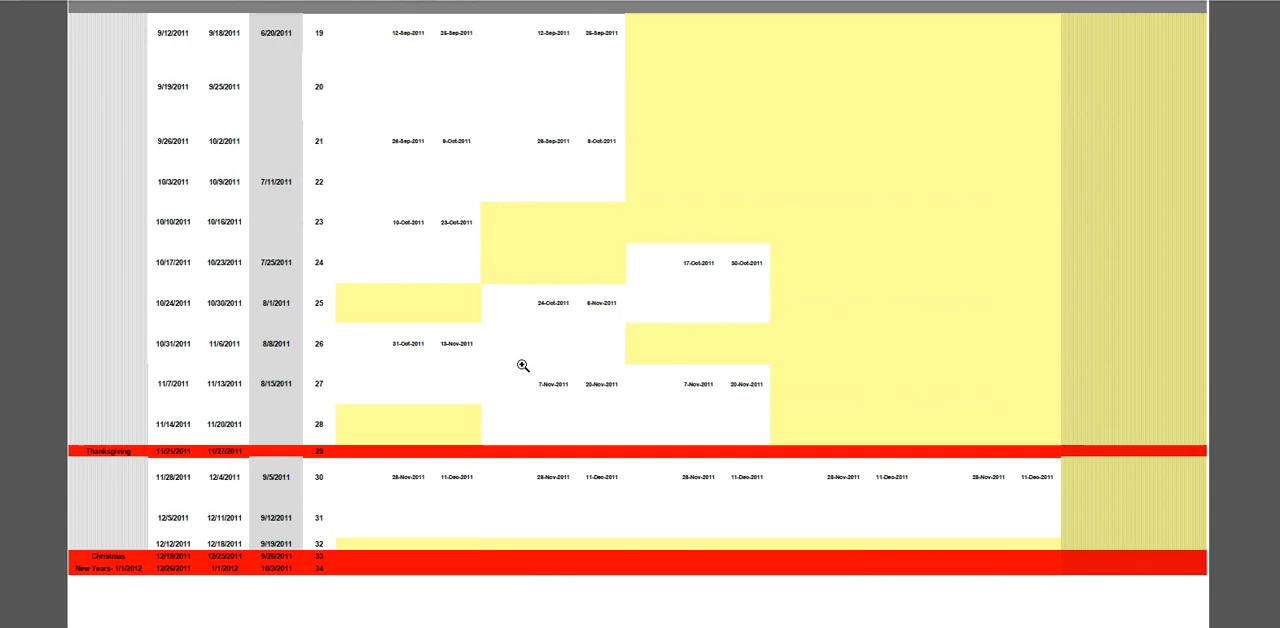 9/12/2011 9/18/2011 6/20/2011 19 12-Sep-2011 25-Sep-2011 12-Sep-2011 25-Sep-2011
9/19/2011 9/25/2011 20
9/26/2011 10/2/2011 21 26-Sep-2011 9-Oct-2011 26-Sep-2011 9-Oct-2011
10/3/2011 10/9/2011 7/11/2011 22
10/10/2011 10/16/2011 23 10-Oct-2011 23-Oct-2011
10/17/2011 10/23/2011 7/25/2011 24 17-Oct-2011 30-Oct-2011
10/24/2011 10/30/2011 8/1/2011 25 24-Oct-2011 6-Nov-2011
10/31/2011 11/6/2011 8/8/2011 26 31-Oct-2011 13-Nov-2011
11/7/2011 11/13/2011 8/15/2011 27 7-Nov-2011 20-Nov-2011 7-Nov-2011 20-Nov-2011
11/14/2011 11/20/2011 28
Thanksgiving 11/21/2011 11/27/2011 29
11/28/2011 12/4/2011 9/5/2011 30 28-Nov-2011 11-Dec-2011 28-Nov-2011 11-Dec-2011 28-Nov-2011 11-Dec-2011 28-Nov-2011 11-Dec-2011 28-Nov-2011 11-Dec-2011
12/5/2011 12/11/2011 9/12/2011 31
12/12/2011 12/18/2011 9/19/2011 32
Christmas 12/19/2011 12/25/2011 9/26/2011 33
New Years- 1/1/2012 12/26/2011 1/1/2012 10/3/2011 34